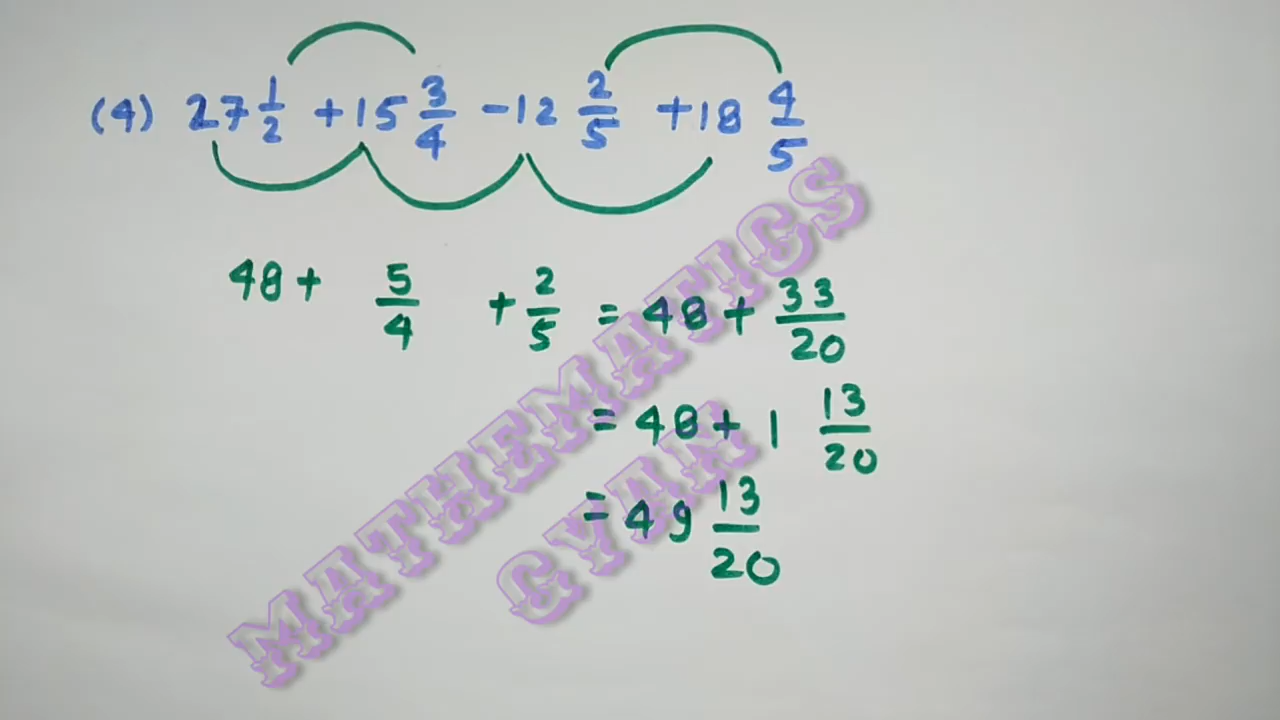 (4) 27 1/2 + 15 3/4 - 12 2/5 + 18 4/5
48 + 5/4 + 2/5 = 48 + 33/20
= 48 + 1 13/20
= 49 13/20
MATHEMATICS
GYAN